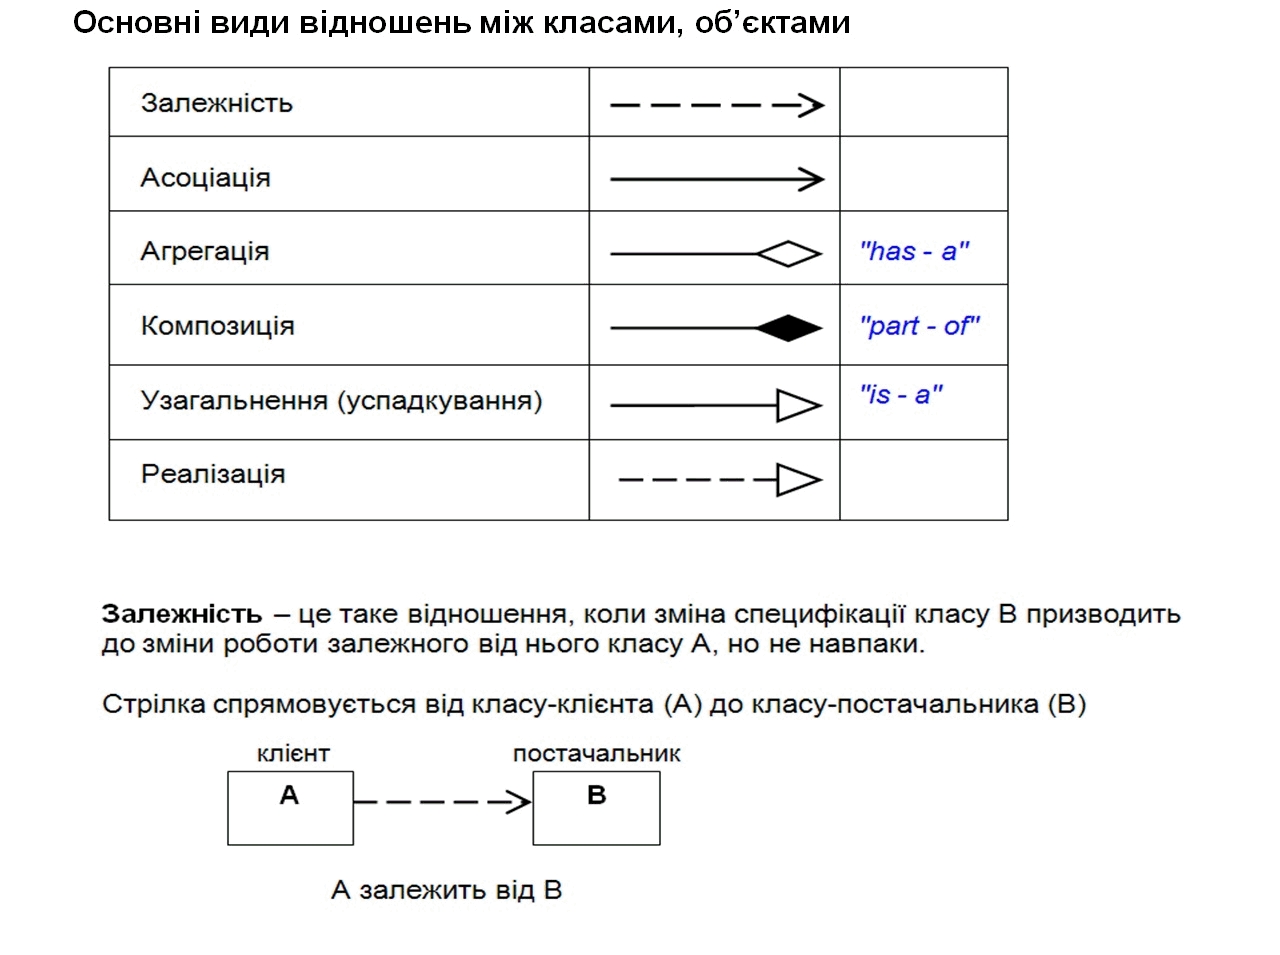 Основні види відношень між класами, об’єктами
Залежність
Асоціація
Агрегація "has - a"
Композиція "part - of"
Узагальнення (успадкування) "is - a"
Реалізація
Залежність – це таке відношення, коли зміна специфікації класу В призводить
до зміни роботи залежного від нього класу А, но не навпаки.
Стрілка спрямовується від класу-клієнта (А) до класу-постачальника (В)
клієнт постачальник
А В
А залежить від В